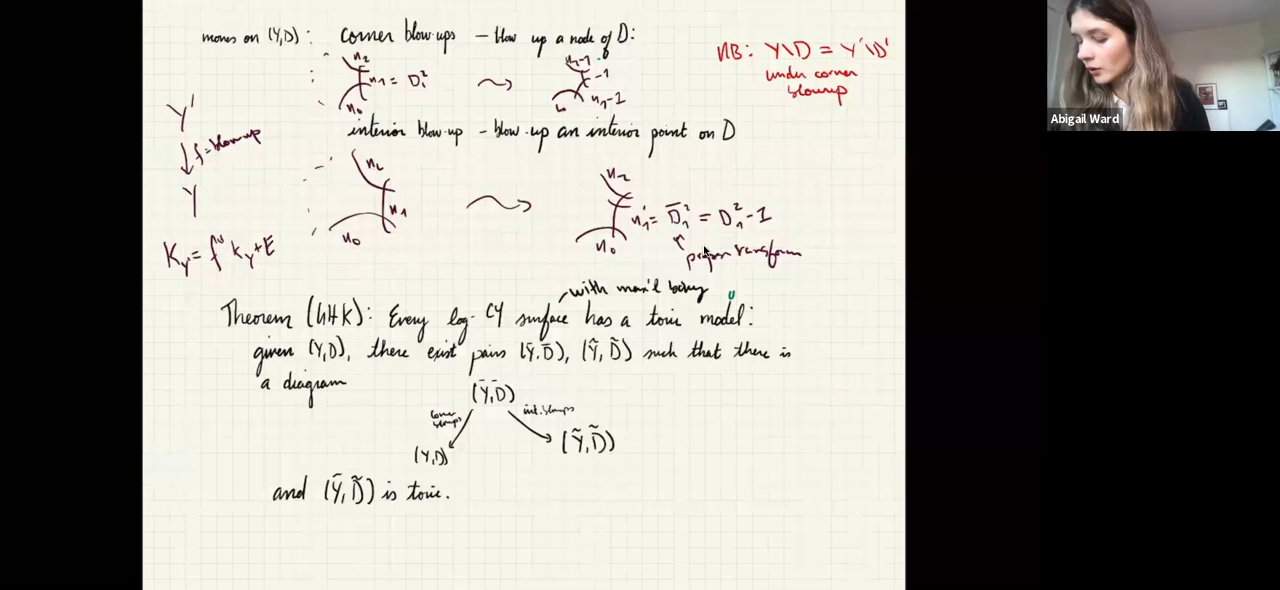 moves on (Y,D): corner blow-ups – blow up a node of D:
n₂
n₁ = D₁²
n₀
n₂-1
-1
n₁-1
NB: Y\D = Y'\D'
under corner
blowup
Y'
↓ f = blowup
Y
interior blow-up – blow-up an interior point on D
n₂
n₁
n₀
n₂
n₁' = D̄₁² = D₁² - 1
n₀
proper transform
with max'l bdry
Theorem (GHK): Every log-CY surface has a toric model:
given (Y,D), there exist pairs (Ȳ,D̄), (Ỹ,D̃) such that there is
a diagram
(Ȳ,D̄)
corner
blowups
int. blowups
(Y,D)
(Ỹ,D̃)
and (Ỹ,D̃) is toric.
Abigail Ward